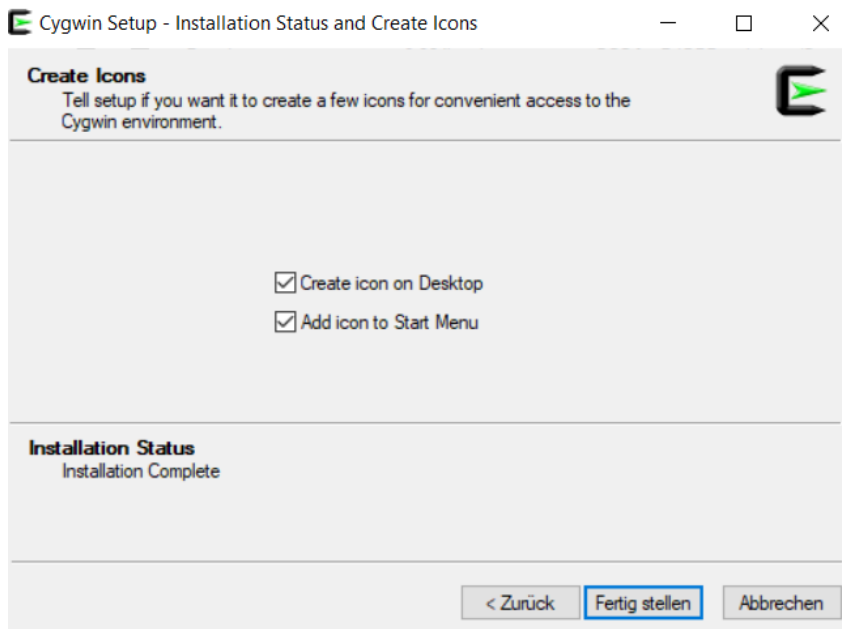 Cygwin Setup - Installation Status and Create Icons
Create Icons
Tell setup if you want it to create a few icons for convenient access to the
Cygwin environment.
Create icon on Desktop
Add icon to Start Menu
Installation Status
Installation Complete
< Zurück Fertig stellen Abbrechen